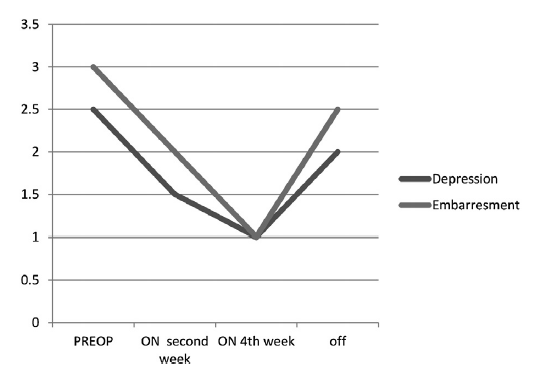 3.5
3
2.5
2
1.5
1
0.5
0
PREOP
ON second
week
ON 4th week
off
Depression
Embarresment